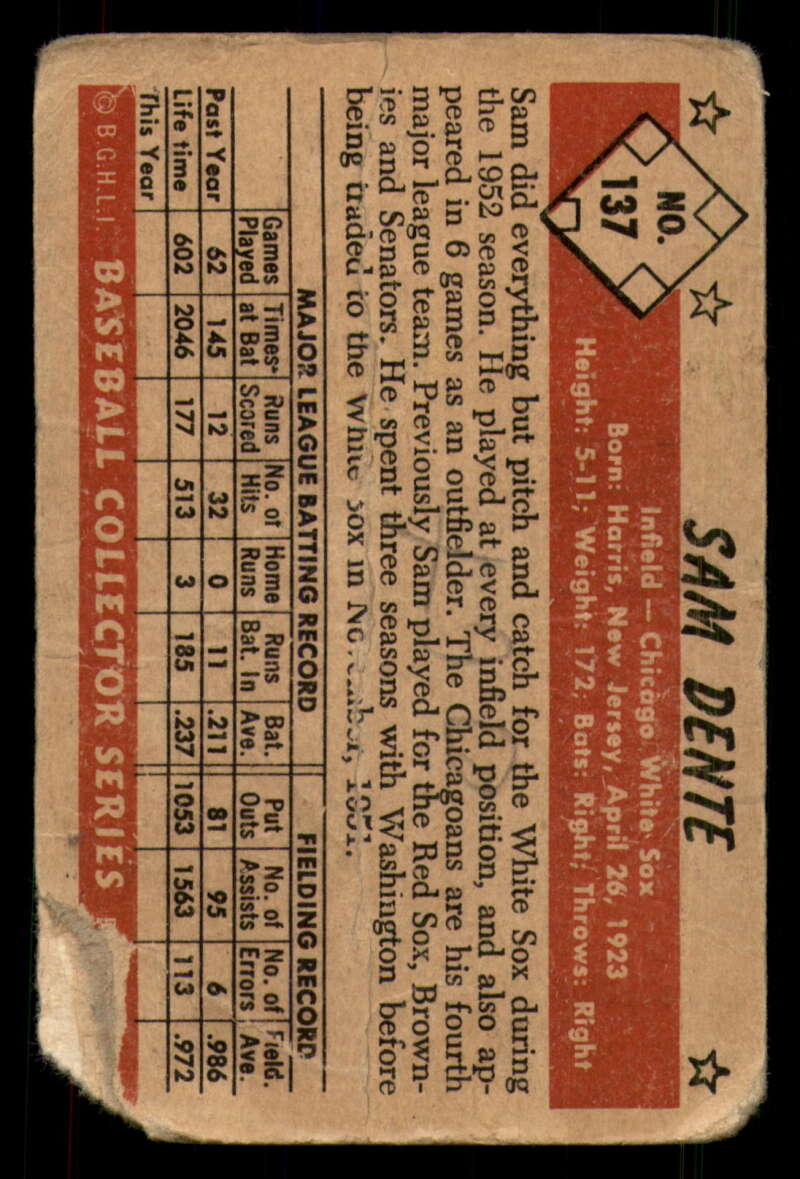 SAM DENTE
NO.
137
Infield — Chicago White Sox
Born: Harris, New Jersey, April 26, 1923
Height: 5-11; Weight: 172; Bats: Right; Throws: Right
Sam did everything but pitch and catch for the White Sox during
the 1952 season. He played at every infield position, and also ap-
peared in 6 games as an outfielder. The Chicagoans are his fourth
major league team. Previously Sam played for the Red Sox, Brown-
ies and Senators. He spent three seasons with Washington before
being traded to the White Sox in November, 1951.
MAJOR LEAGUE BATTING RECORD FIELDING RECORD
Games Played Times at Bat Runs Scored No. of Hits Home Runs Runs Bat. In Bat. Ave. Put Outs No. of Assists No. of Errors Field. Ave.
Past Year 62 145 12 32 0 11 .211 81 95 6 .986
Life time 602 2046 177 513 3 185 .237 1053 1563 113 .972
This Year
© B.G.H.L.I. BASEBALL COLLECTOR SERIES